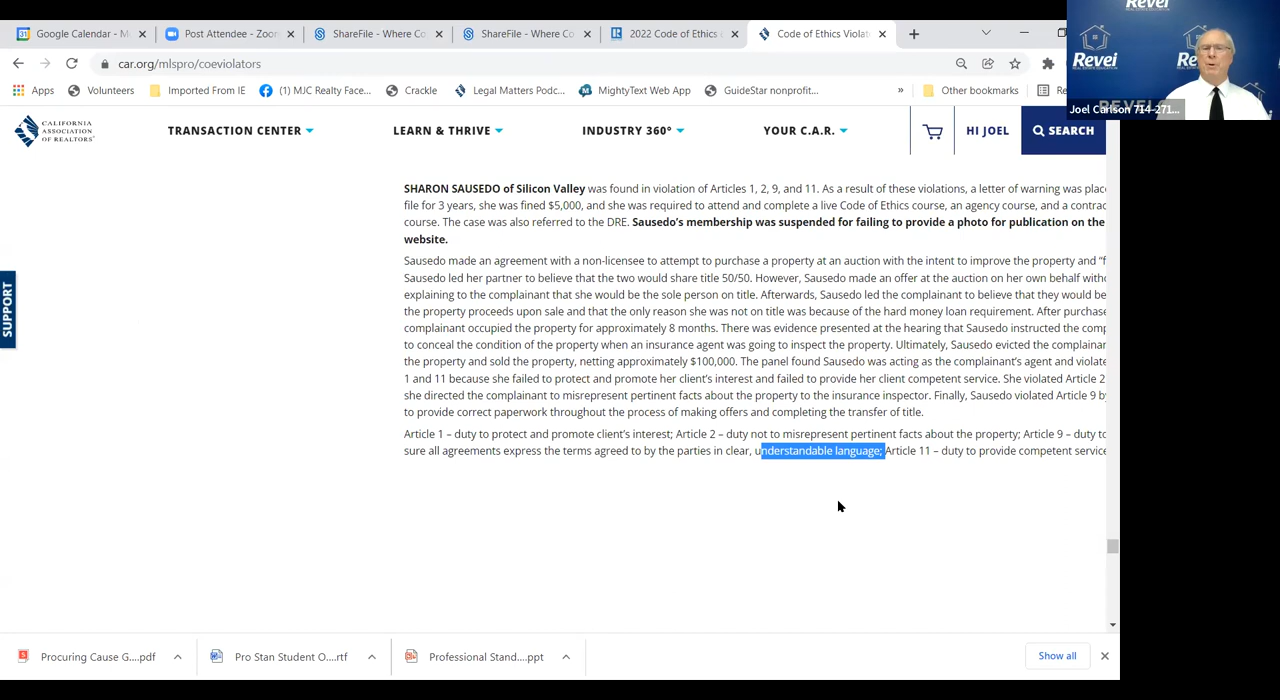 Google Calendar - M
Post Attendee - Zoon
ShareFile - Where Co
ShareFile - Where Co
2022 Code of Ethics
Code of Ethics Violat
car.org/mlspro/coeviolators
Apps
Volunteers
Imported From IE
(1) MJC Realty Face...
Crackle
Legal Matters Podc...
MightyText Web App
GuideStar nonprofit...
»
Other bookmarks
Re
Revei
Revei
REAL ESTATE EDUCATION
Re
Joel Carlson 714-271...
CALIFORNIA
ASSOCIATION
OF REALTORS®
TRANSACTION CENTER
LEARN & THRIVE
INDUSTRY 360°
YOUR C.A.R.
HI JOEL
SEARCH
SHARON SAUSEDO of Silicon Valley was found in violation of Articles 1, 2, 9, and 11. As a result of these violations, a letter of warning was plac
file for 3 years, she was fined $5,000, and she was required to attend and complete a live Code of Ethics course, an agency course, and a contrac
course. The case was also referred to the DRE. Sausedo's membership was suspended for failing to provide a photo for publication on the
website.
Sausedo made an agreement with a non-licensee to attempt to purchase a property at an auction with the intent to improve the property and "f
Sausedo led her partner to believe that the two would share title 50/50. However, Sausedo made an offer at the auction on her own behalf witho
explaining to the complainant that she would be the sole person on title. Afterwards, Sausedo led the complainant to believe that they would be
the property proceeds upon sale and that the only reason she was not on title was because of the hard money loan requirement. After purchase
complainant occupied the property for approximately 8 months. There was evidence presented at the hearing that Sausedo instructed the comp
to conceal the condition of the property when an insurance agent was going to inspect the property. Ultimately, Sausedo evicted the complainan
the property and sold the property, netting approximately $100,000. The panel found Sausedo was acting as the complainant's agent and violate
1 and 11 because she failed to protect and promote her client's interest and failed to provide her client competent service. She violated Article 2
she directed the complainant to misrepresent pertinent facts about the property to the insurance inspector. Finally, Sausedo violated Article 9 by
to provide correct paperwork throughout the process of making offers and completing the transfer of title.
Article 1 – duty to protect and promote client's interest; Article 2 – duty not to misrepresent pertinent facts about the property; Article 9 – duty to
sure all agreements express the terms agreed to by the parties in clear, understandable language; Article 11 – duty to provide competent service
SUPPORT
Procuring Cause G....pdf
Pro Stan Student O....rtf
Professional Stand....ppt
Show all